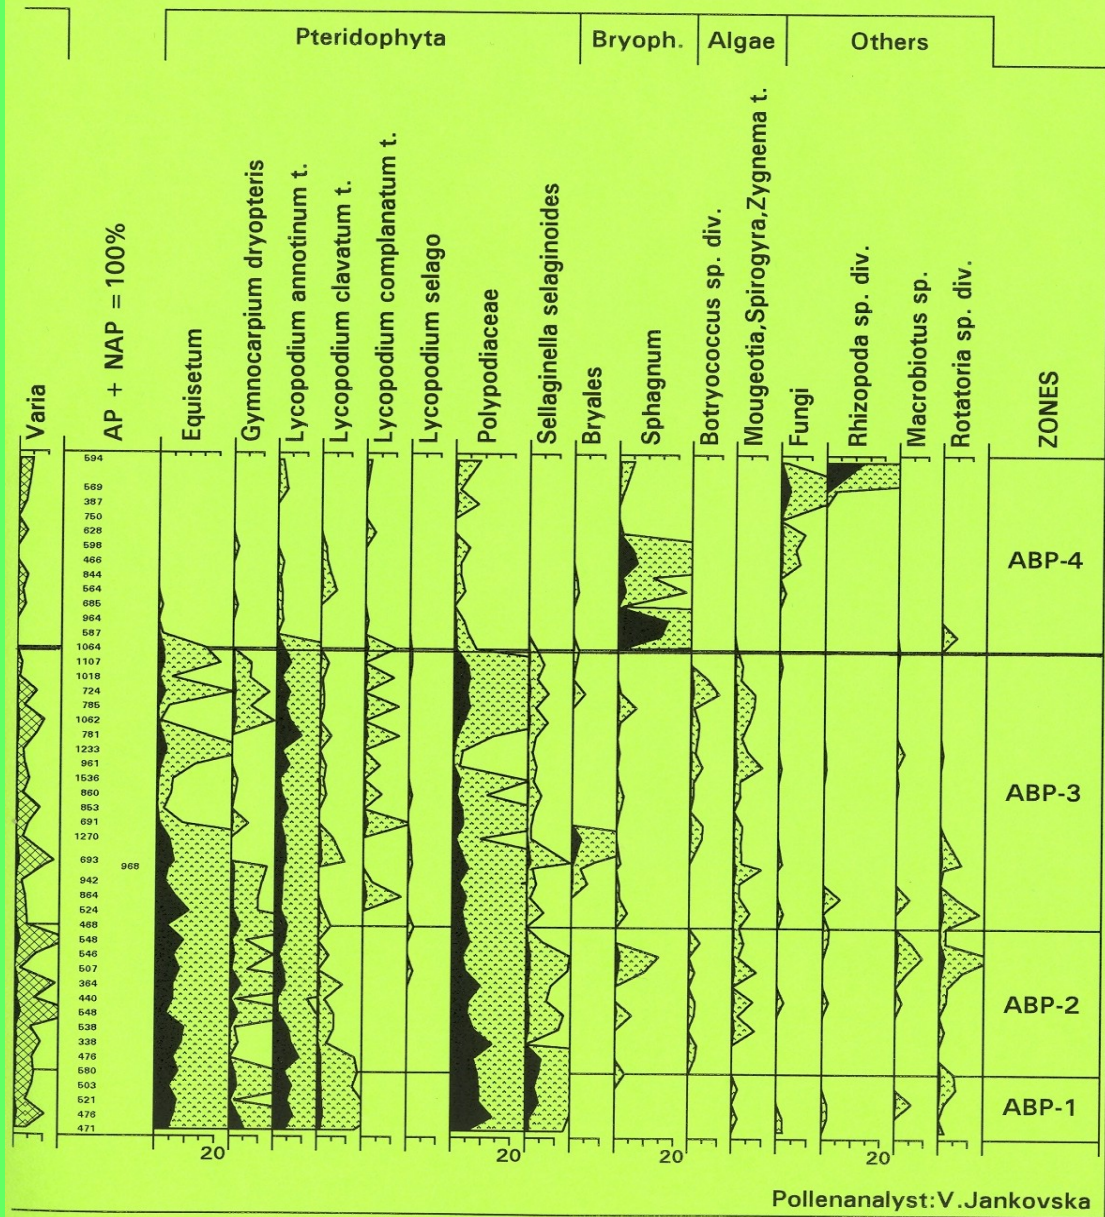 Pteridophyta
Bryoph.
Algae
Others
Varia
AP + NAP = 100%
Equisetum
Gymnocarpium dryopteris
Lycopodium annotinum t.
Lycopodium clavatum t.
Lycopodium complanatum t.
Lycopodium selago
Polypodiaceae
Sellaginella selaginoides
Bryales
Sphagnum
Botryococcus sp. div.
Mougeotia,Spirogyra,Zygnema t.
Fungi
Rhizopoda sp. div.
Macrobiotus sp.
Rotatoria sp. div.
ZONES
594
569
387
750
628
598
466
844
564
685
964
587
1064
1107
1018
724
785
1062
781
1233
961
1536
860
853
691
1270
693
968
942
864
524
468
548
546
507
364
440
548
538
338
476
580
503
521
476
471
ABP-4
ABP-3
ABP-2
ABP-1
20
20
20
Pollenanalyst:V.Jankovska